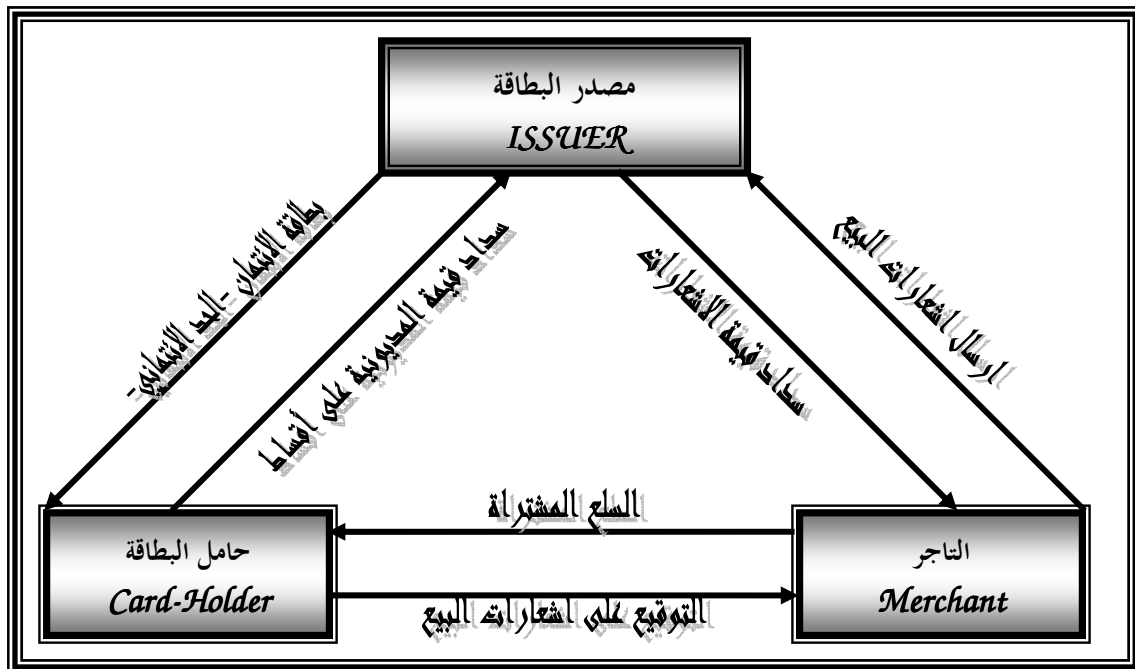 مصدر البطاقة
ISSUER
بطاقة الائتمان -الحد الائتماني-
سداد قيمة المديونية على أقساط
سداد قيمة الاشعارات
ارسال اشعارات البيع
السلع المشتراة
حامل البطاقة
Card-Holder
التاجر
Merchant
التوقيع على اشعارات البيع